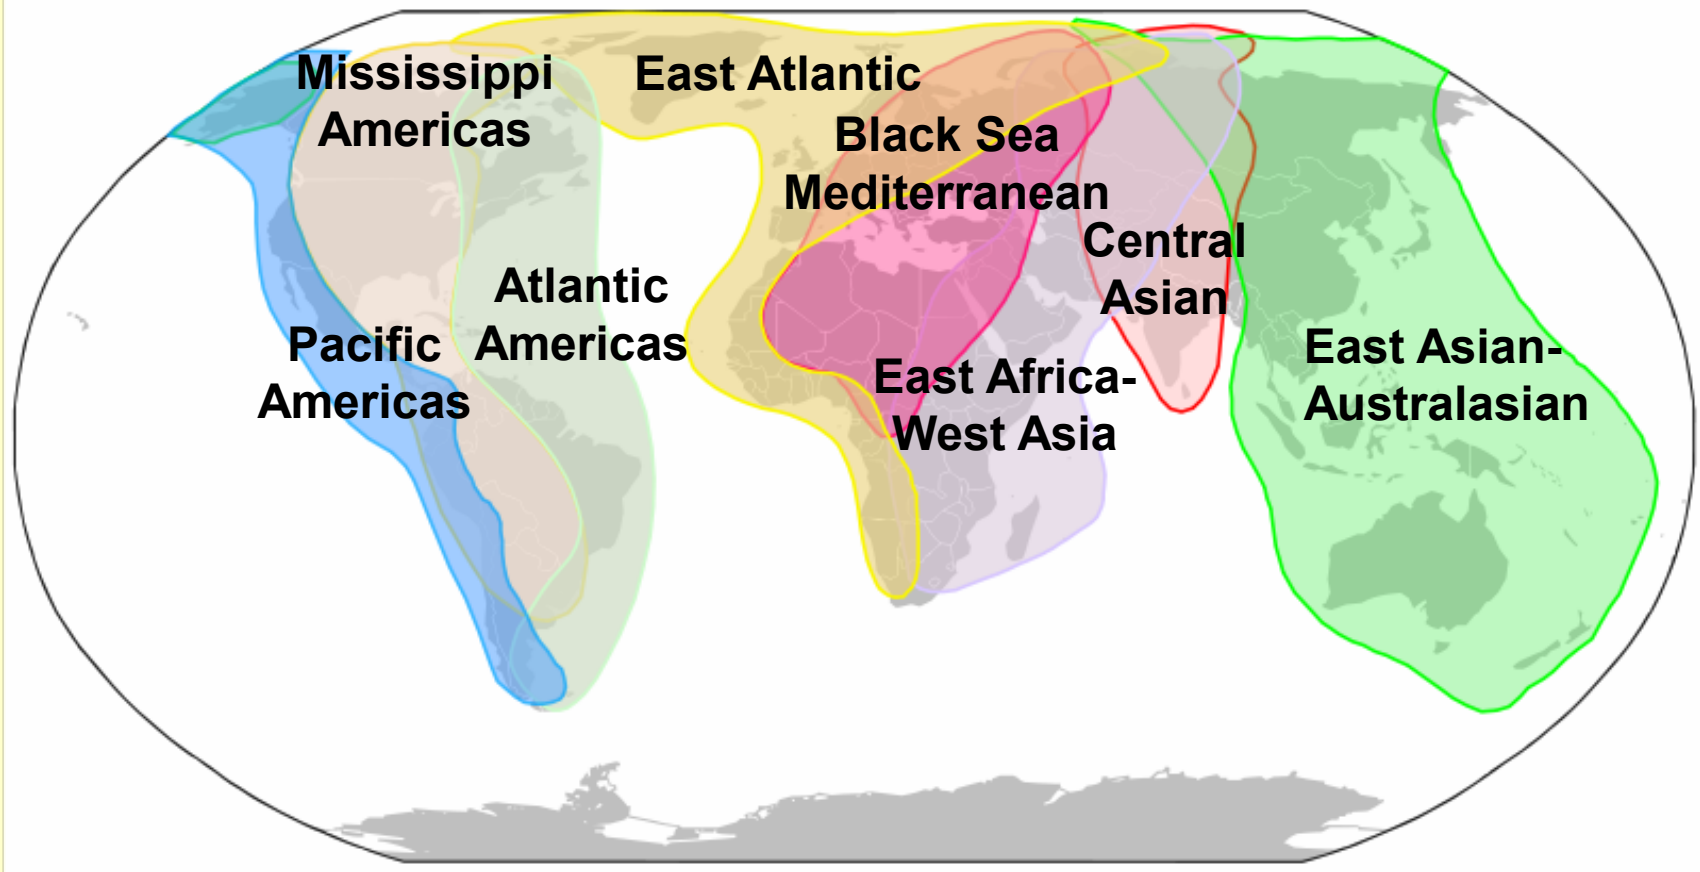 Mississippi
Americas
East Atlantic
Black Sea
Mediterranean
Central
Asian
Atlantic
Americas
Pacific
Americas
East Africa-
West Asia
East Asian-
Australasian